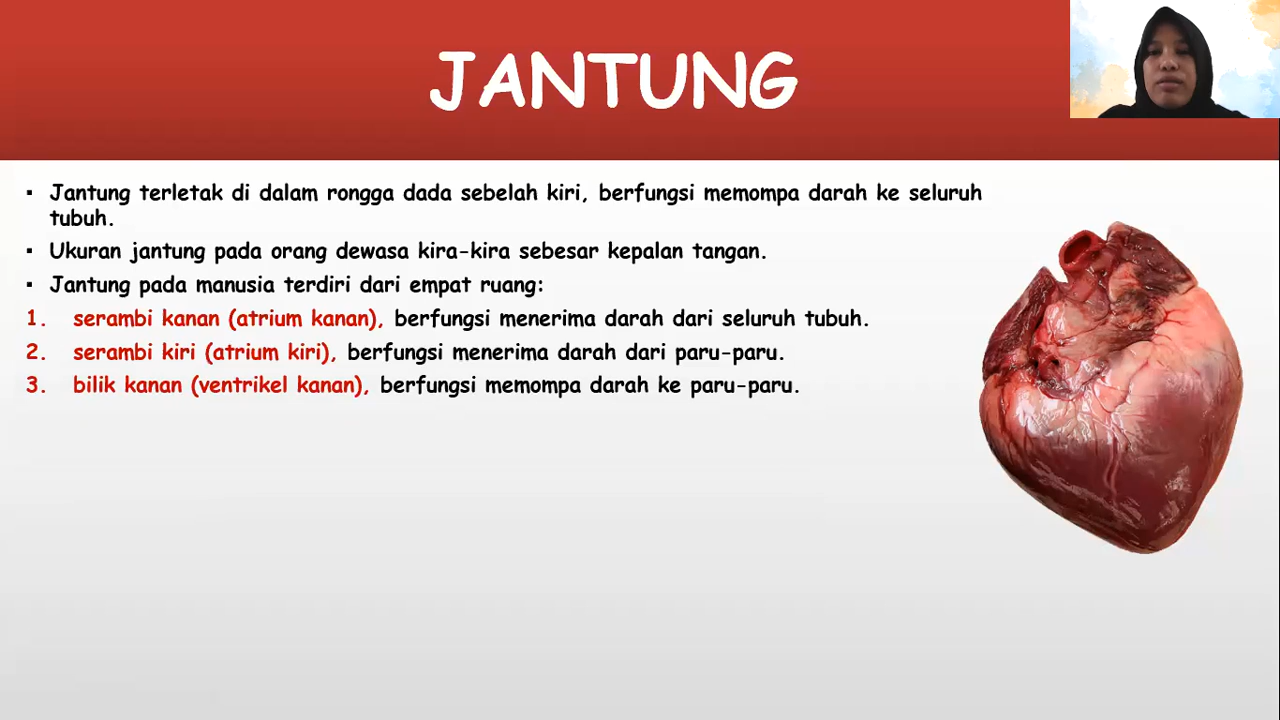 JANTUNG
▪ Jantung terletak di dalam rongga dada sebelah kiri, berfungsi memompa darah ke seluruh
tubuh.
▪ Ukuran jantung pada orang dewasa kira-kira sebesar kepalan tangan.
▪ Jantung pada manusia terdiri dari empat ruang:
1. serambi kanan (atrium kanan), berfungsi menerima darah dari seluruh tubuh.
2. serambi kiri (atrium kiri), berfungsi menerima darah dari paru-paru.
3. bilik kanan (ventrikel kanan), berfungsi memompa darah ke paru-paru.